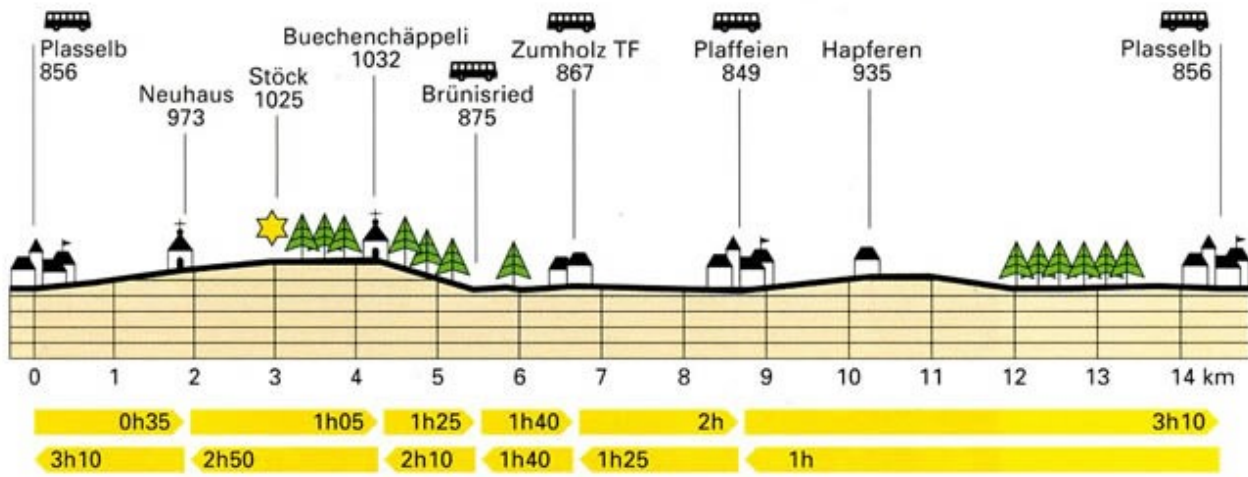 Plasselb
856
Neuhaus
973
Stöck
1025
Buechenchäppeli
1032
Brünisried
875
Zumholz TF
867
Plaffeien
849
Hapferen
935
Plasselb
856
0 1 2 3 4 5 6 7 8 9 10 11 12 13 14 km
0h35 1h05 1h25 1h40 2h 3h10
3h10 2h50 2h10 1h40 1h25 1h